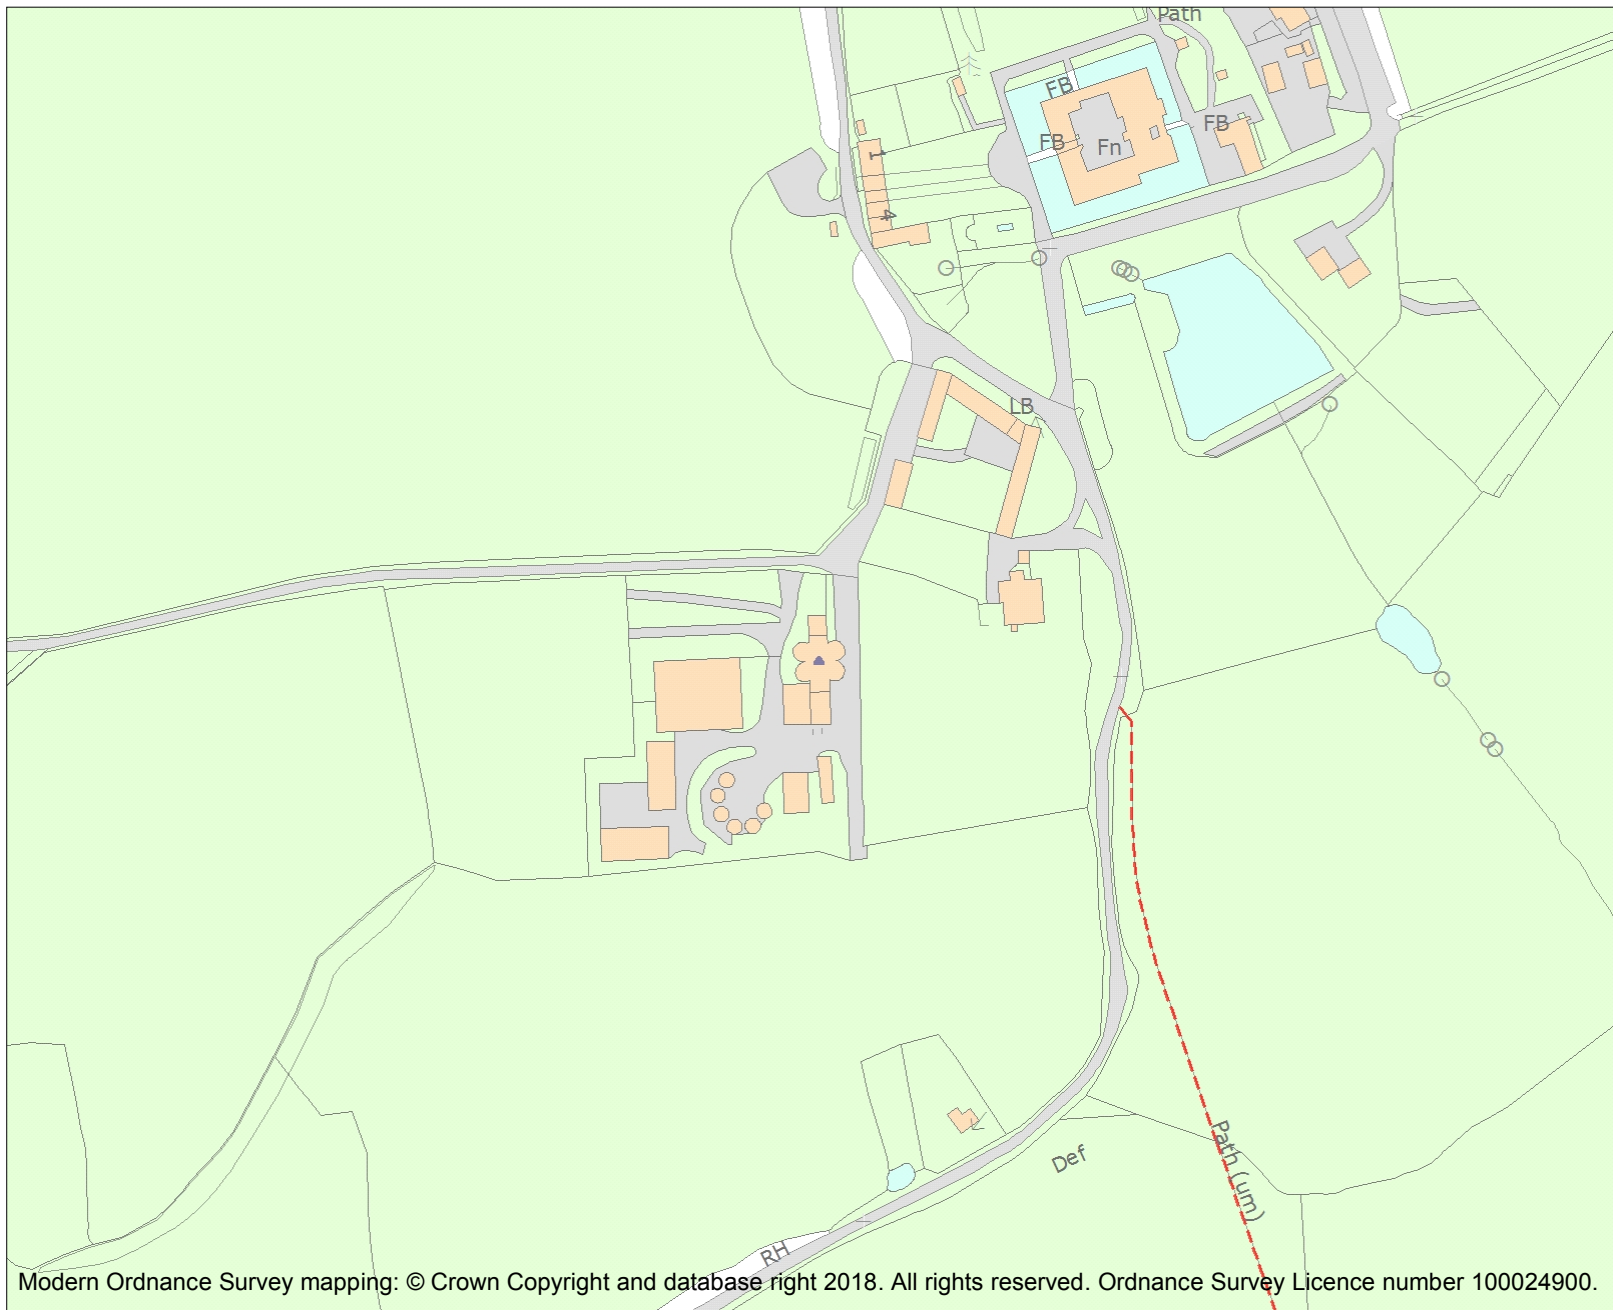 Path
FB
FB
FB
Fn
1
4
LB
Path (um)
Def
RH
Modern Ordnance Survey mapping: © Crown Copyright and database right 2018. All rights reserved. Ordnance Survey Licence number 100024900.